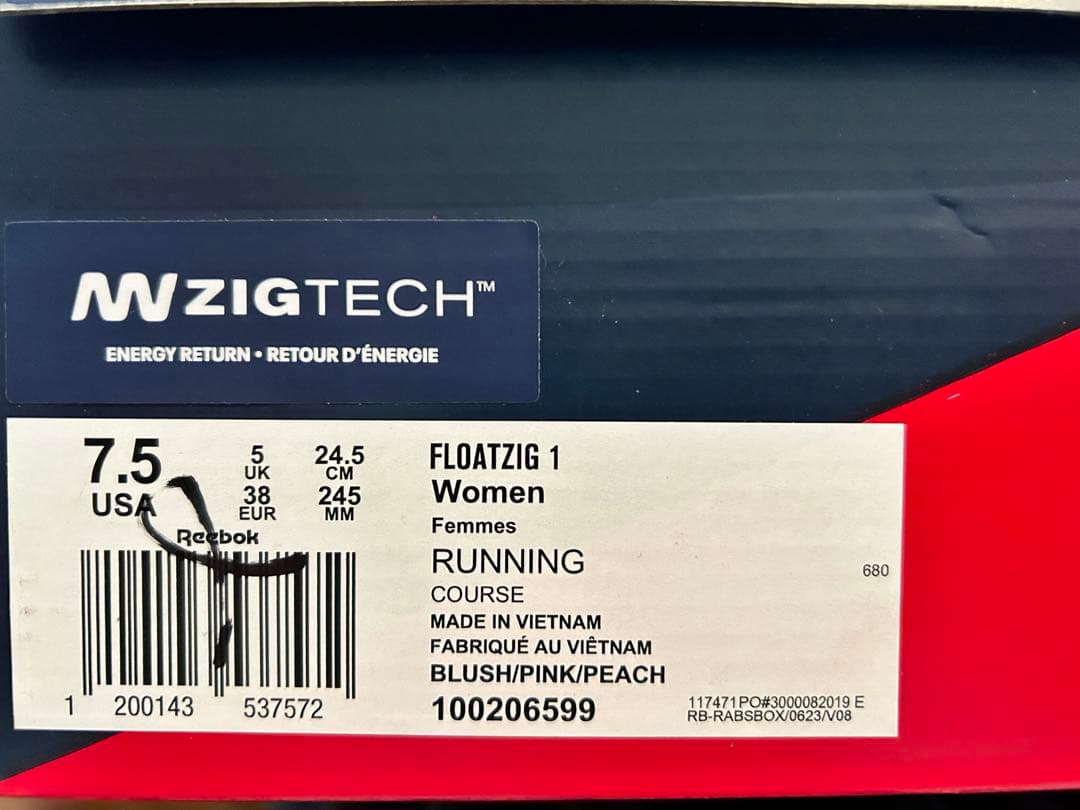 ZIGTECH™
ENERGY RETURN • RETOUR D'ÉNERGIE
7.5
USA
5
UK
38
EUR
24.5
CM
245
MM
Reebok
1 200143 537572
FLOATZIG 1
Women
Femmes
RUNNING
COURSE
MADE IN VIETNAM
FABRIQUÉ AU VIÊTNAM
BLUSH/PINK/PEACH
100206599
680
117471 PO#3000082019 E
RB-RABSBOX/0623/V08